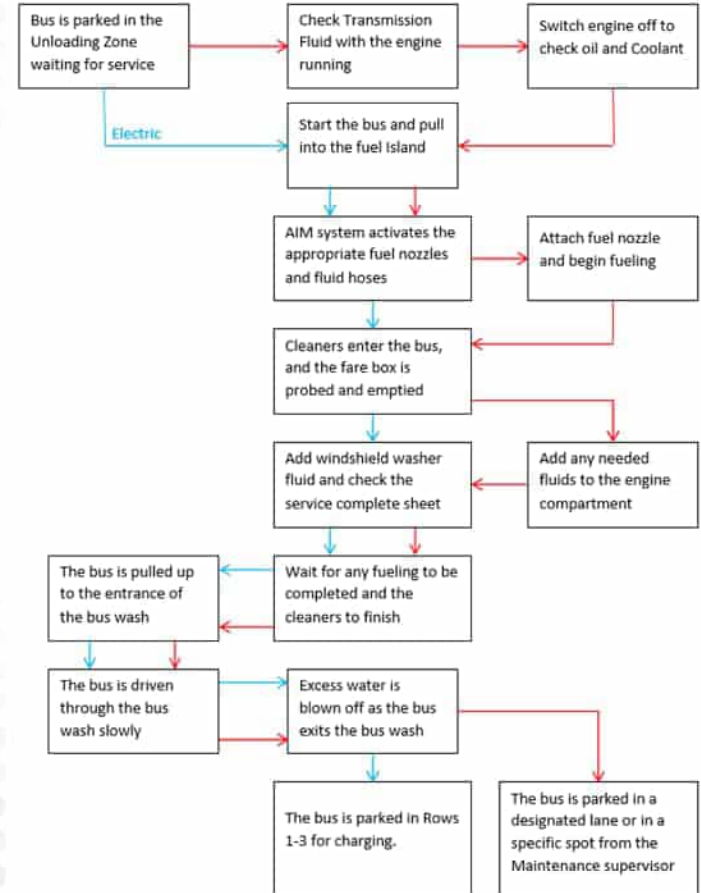 Bus is parked in the
Unloading Zone
waiting for service
Check Transmission
Fluid with the engine
running
Switch engine off to
check oil and Coolant
Electric
Start the bus and pull
into the fuel Island
AIM system activates the
appropriate fuel nozzles
and fluid hoses
Attach fuel nozzle
and begin fueling
Cleaners enter the bus,
and the fare box is
probed and emptied
Add windshield washer
fluid and check the
service complete sheet
Add any needed
fluids to the engine
compartment
The bus is pulled up
to the entrance of
the bus wash
Wait for any fueling to be
completed and the
cleaners to finish
The bus is driven
through the bus
wash slowly
Excess water is
blown off as the bus
exits the bus wash
The bus is parked in Rows
1-3 for charging.
The bus is parked in a
designated lane or in a
specific spot from the
Maintenance supervisor